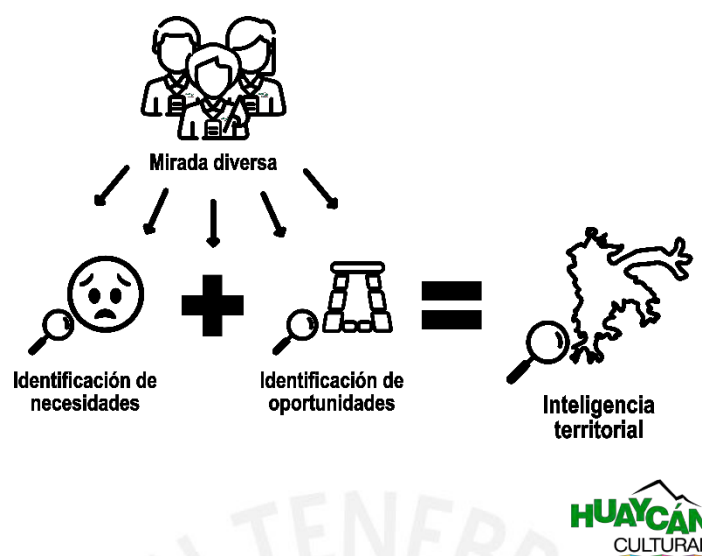 Mirada diversa
Identificación de
necesidades
Identificación de
oportunidades
Inteligencia
territorial
HUAYCÁN
CULTURAL